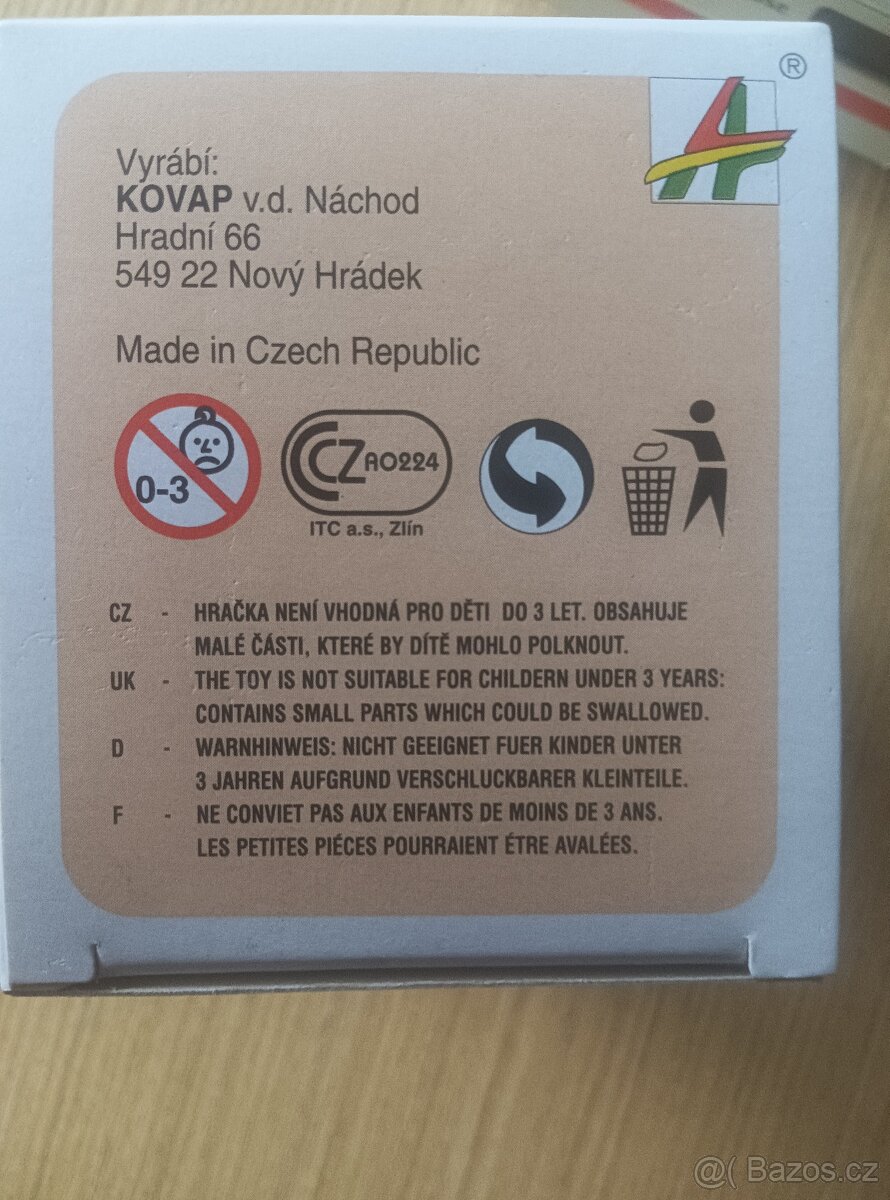 ®
Vyrábí:
KOVAP v.d. Náchod
Hradní 66
549 22 Nový Hrádek
Made in Czech Republic
0-3
CZ AO224
ITC a.s., Zlín
CZ - HRAČKA NENÍ VHODNÁ PRO DĚTI DO 3 LET. OBSAHUJE
MALÉ ČÁSTI, KTERÉ BY DÍTĚ MOHLO POLKNOUT.
UK - THE TOY IS NOT SUITABLE FOR CHILDERN UNDER 3 YEARS:
CONTAINS SMALL PARTS WHICH COULD BE SWALLOWED.
D - WARNHINWEIS: NICHT GEEIGNET FUER KINDER UNTER
3 JAHREN AUFGRUND VERSCHLUCKBARER KLEINTEILE.
F - NE CONVIET PAS AUX ENFANTS DE MOINS DE 3 ANS.
LES PETITES PIÉCES POURRAIENT ÉTRE AVALÉES.
@( Bazos.cz